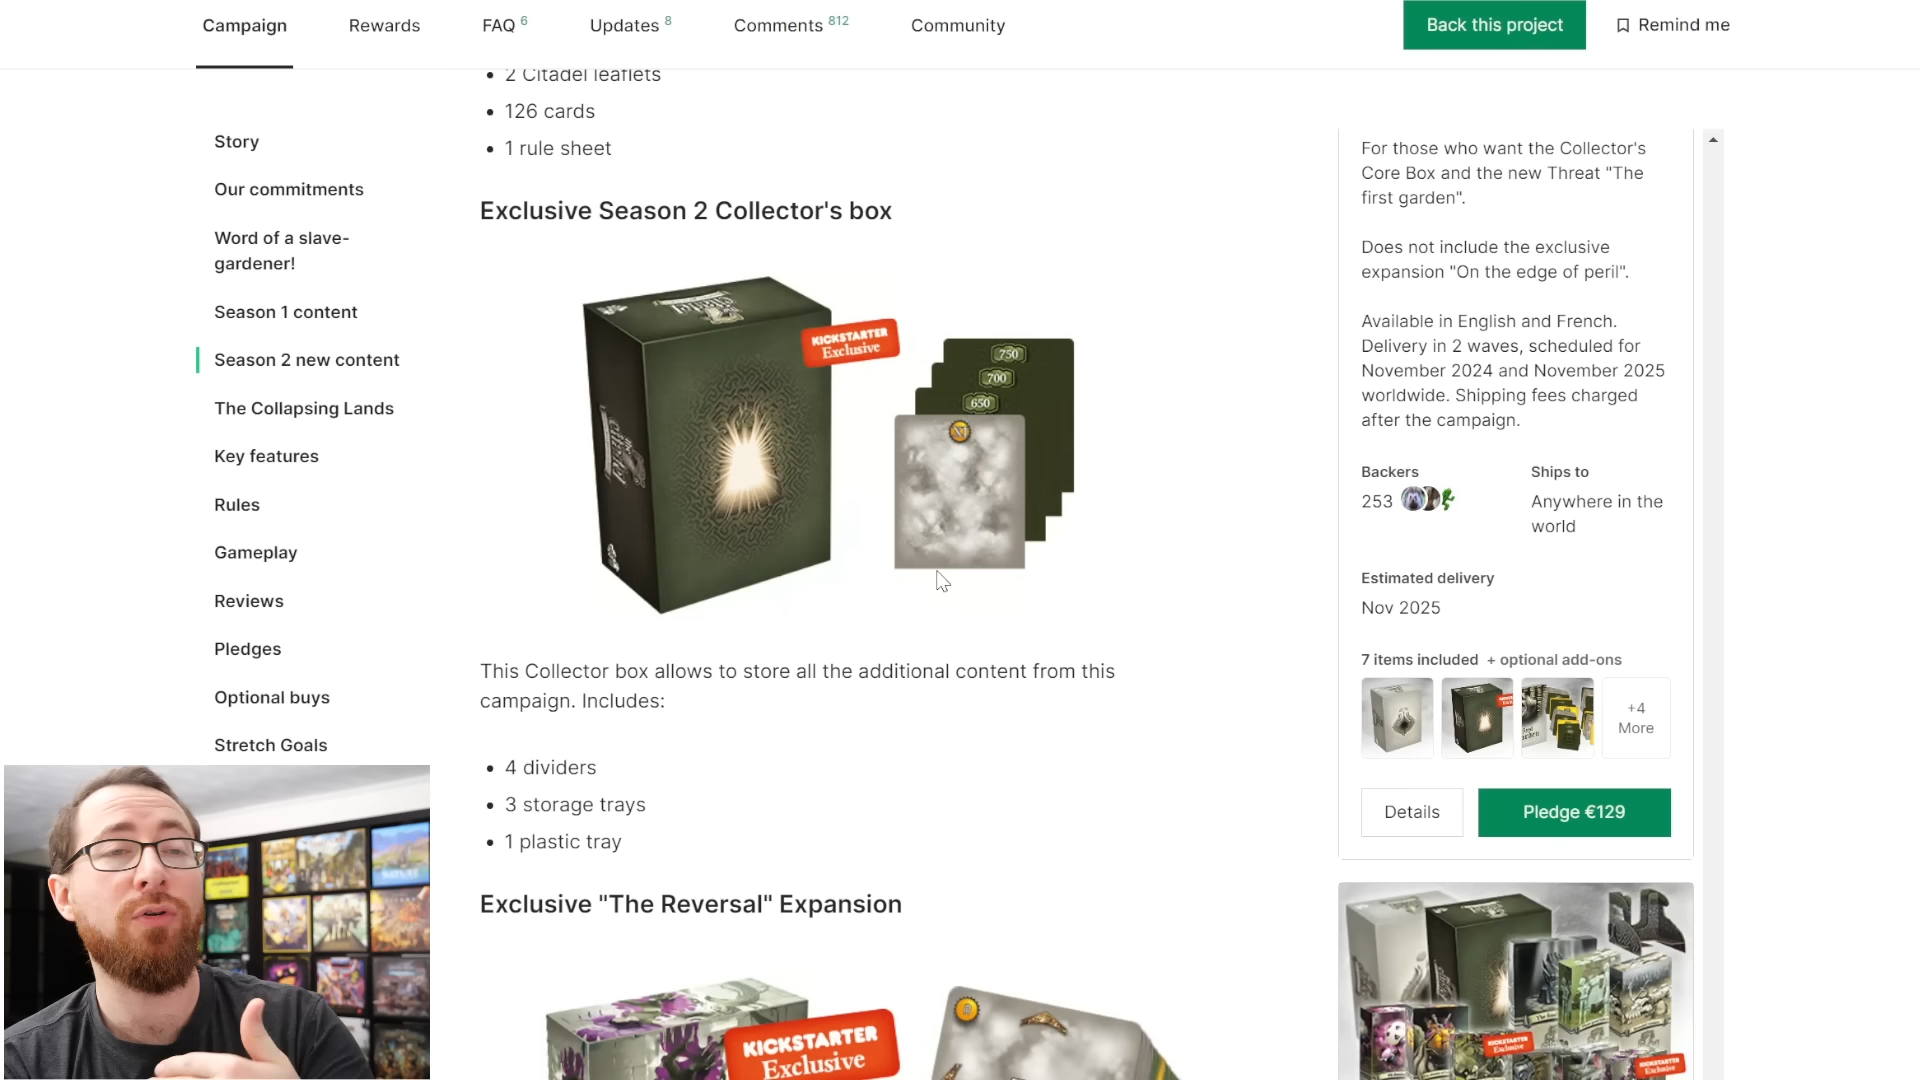 Campaign
Rewards
FAQ 6
Updates 8
Comments 812
Community
Back this project
Remind me
Story
Our commitments
Word of a slave-
gardener!
Season 1 content
Season 2 new content
The Collapsing Lands
Key features
Rules
Gameplay
Reviews
Pledges
Optional buys
Stretch Goals
2 Citadel leaflets
126 cards
1 rule sheet
Exclusive Season 2 Collector's box
KICKSTARTER
Exclusive
750
700
650
This Collector box allows to store all the additional content from this
campaign. Includes:
4 dividers
3 storage trays
1 plastic tray
Exclusive "The Reversal" Expansion
KICKSTARTER
Exclusive
For those who want the Collector's
Core Box and the new Threat "The
first garden".
Does not include the exclusive
expansion "On the edge of peril".
Available in English and French.
Delivery in 2 waves, scheduled for
November 2024 and November 2025
worldwide. Shipping fees charged
after the campaign.
Backers
253
Ships to
Anywhere in the
world
Estimated delivery
Nov 2025
7 items included + optional add-ons
+4
More
Details
Pledge €129
KICKSTARTER
Exclusive
KICKSTARTER
Exclusive